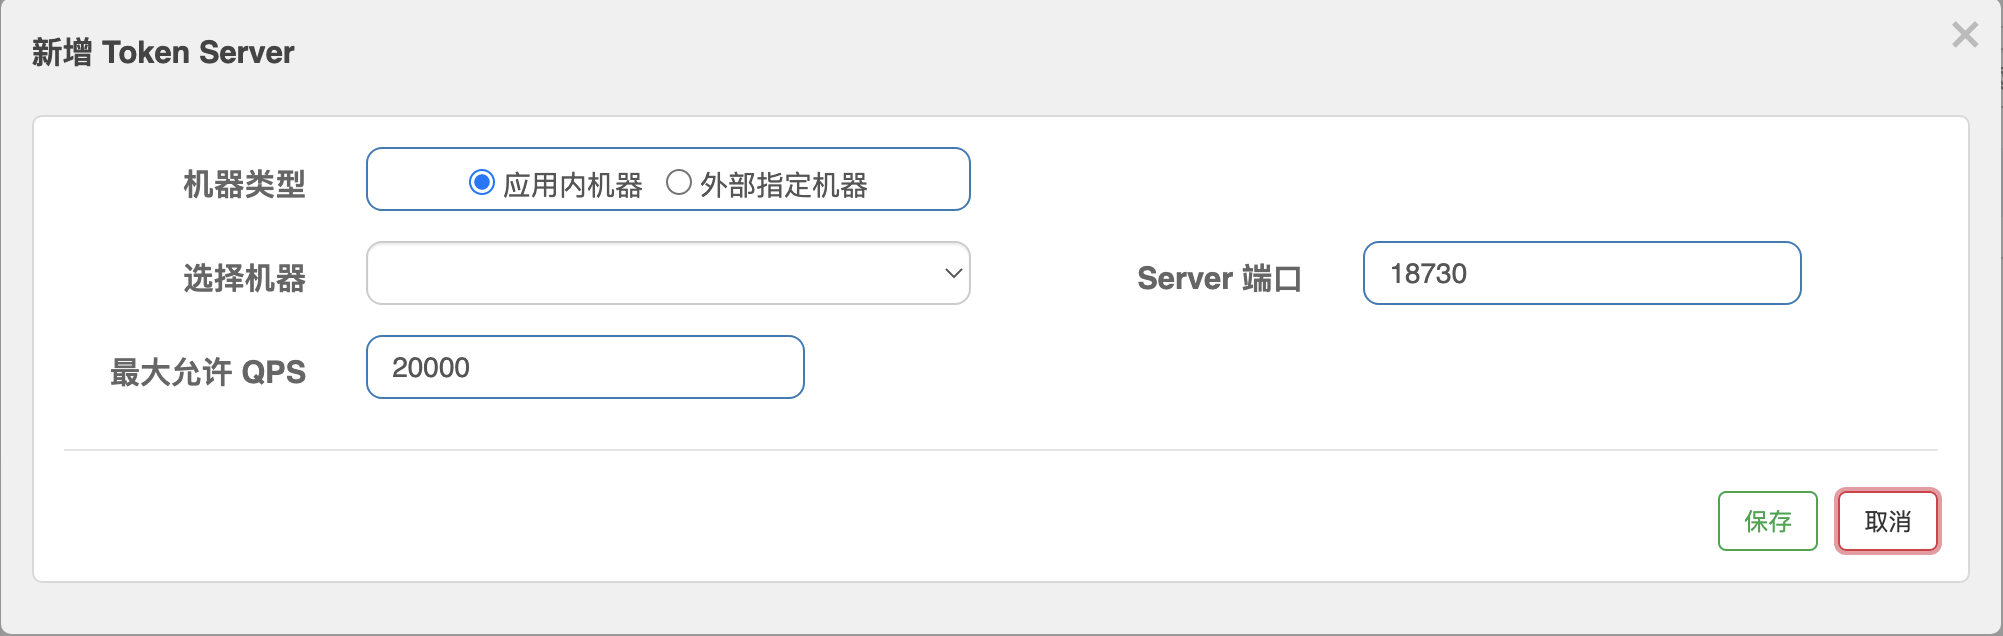 新增 Token Server
机器类型
应用内机器 外部指定机器
选择机器
Server 端口
18730
最大允许 QPS
20000
保存
取消